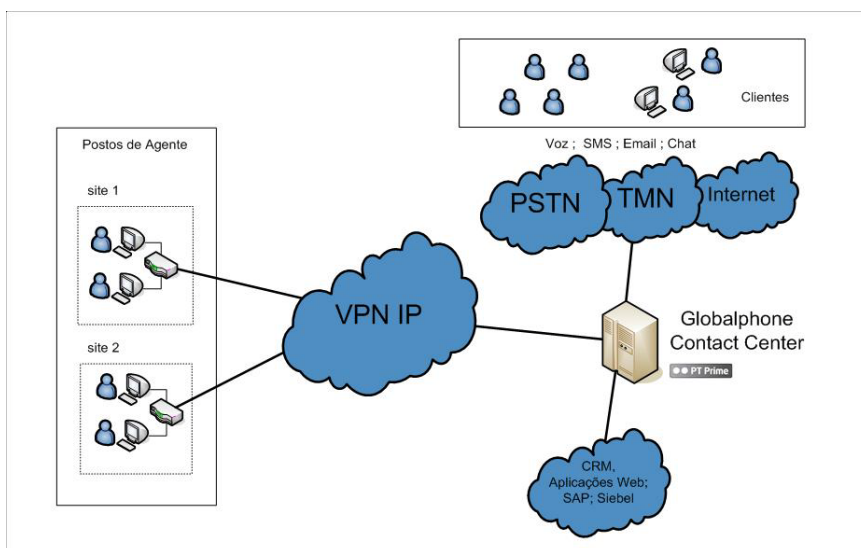 Clientes
Voz ; SMS ; Email ; Chat
PSTN
TMN
Internet
Postos de Agente
site 1
site 2
VPN IP
Globalphone
Contact Center
PT Prime
CRM,
Aplicações Web;
SAP; Siebel